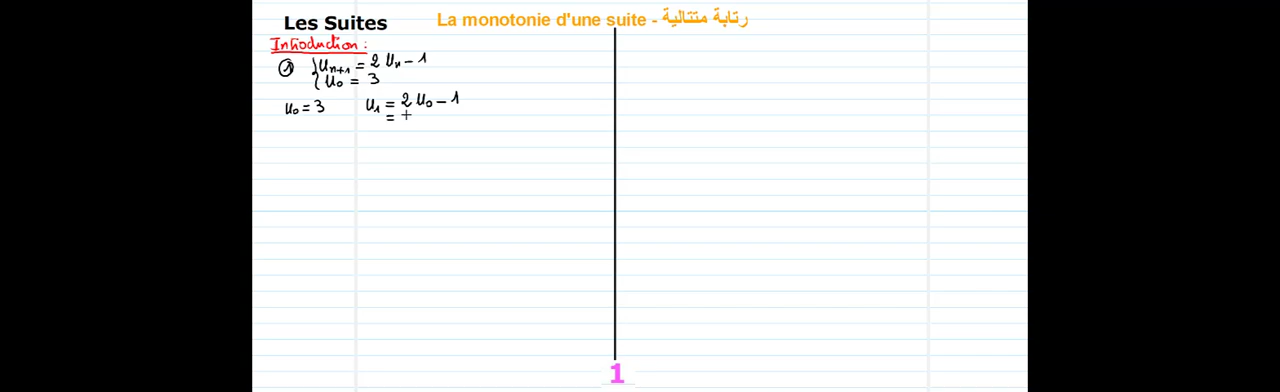 Les Suites
La monotonie d'une suite - رتابة متتالية
Introduction :
① { Uₙ₊₁ = 2 Uₙ - 1
{ U₀ = 3
U₀ = 3 U₁ = 2 U₀ - 1
= +
1